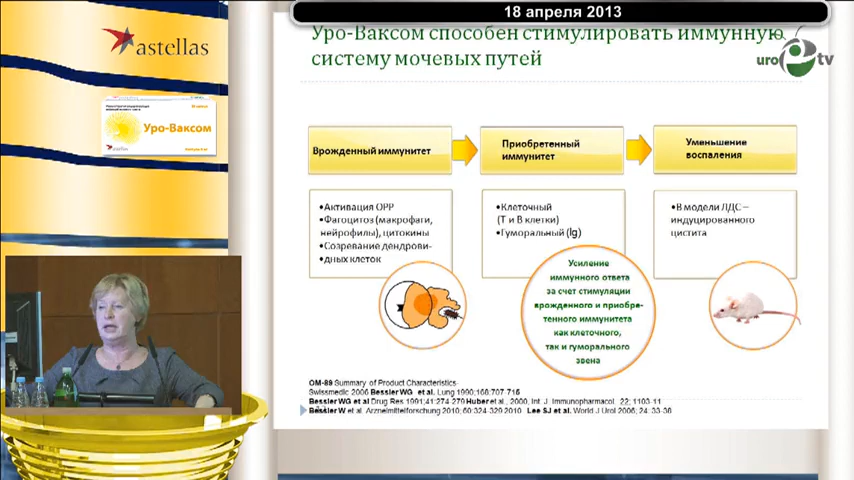 18 апреля 2013
astellas
Уро-Ваксом
astellas
Уро-Ваксом способен стимулировать иммунную
систему мочевых путей
uro tv
Врожденный иммунитет
Приобретенный
иммунитет
Уменьшение
воспаления
•Активация ОРР
•Фагоцитоз (макрофаги,
нейрофилы), цитокины
•Созревание дендрови-
•дных клеток
•Клеточный
(Т и В клетки)
•Гуморальный (Ig)
•В модели ЛДС –
индуцированного
цистита
Усиление
иммунного ответа
за счет стимуляции
врожденного и приобре-
тенного иммунитета
как клеточного,
так и гуморального
звена
OM-89 Summary of Product Characteristics
Swissmedic 2006 Bessler WG et al. Lung 1990;168:707-715
Bessler WG et al Drug Res 1991;41:274-279 Huber et al., 2000, Int. J. Immunopharmacol. 22; 1103-11
Bessler W et al. Arzneimittelforschung 2010; 60:324-329 2010 Lee SJ et al. World J Urol 2006; 24: 33-38